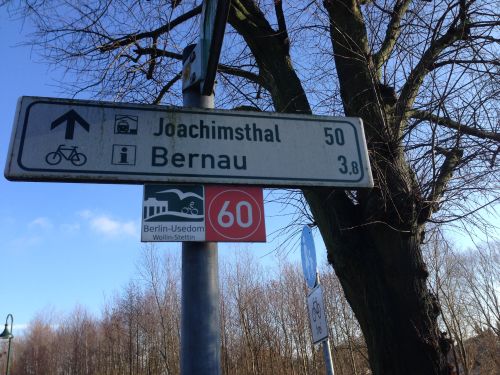 Joachimsthal 50
i Bernau 3,8
Berlin-Usedom
Wollin-Stettin
60